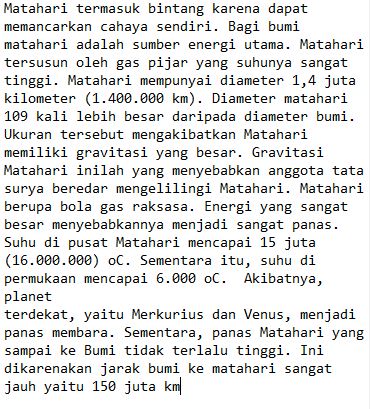 Matahari termasuk bintang karena dapat
memancarkan cahaya sendiri. Bagi bumi
matahari adalah sumber energi utama. Matahari
tersusun oleh gas pijar yang suhunya sangat
tinggi. Matahari mempunyai diameter 1,4 juta
kilometer (1.400.000 km). Diameter matahari
109 kali lebih besar daripada diameter bumi.
Ukuran tersebut mengakibatkan Matahari
memiliki gravitasi yang besar. Gravitasi
Matahari inilah yang menyebabkan anggota tata
surya beredar mengelilingi Matahari. Matahari
berupa bola gas raksasa. Energi yang sangat
besar menyebabkannya menjadi sangat panas.
Suhu di pusat Matahari mencapai 15 juta
(16.000.000) oC. Sementara itu, suhu di
permukaan mencapai 6.000 oC.  Akibatnya,
planet
terdekat, yaitu Merkurius dan Venus, menjadi
panas membara. Sementara, panas Matahari yang
sampai ke Bumi tidak terlalu tinggi. Ini
dikarenakan jarak bumi ke matahari sangat
jauh yaitu 150 juta km